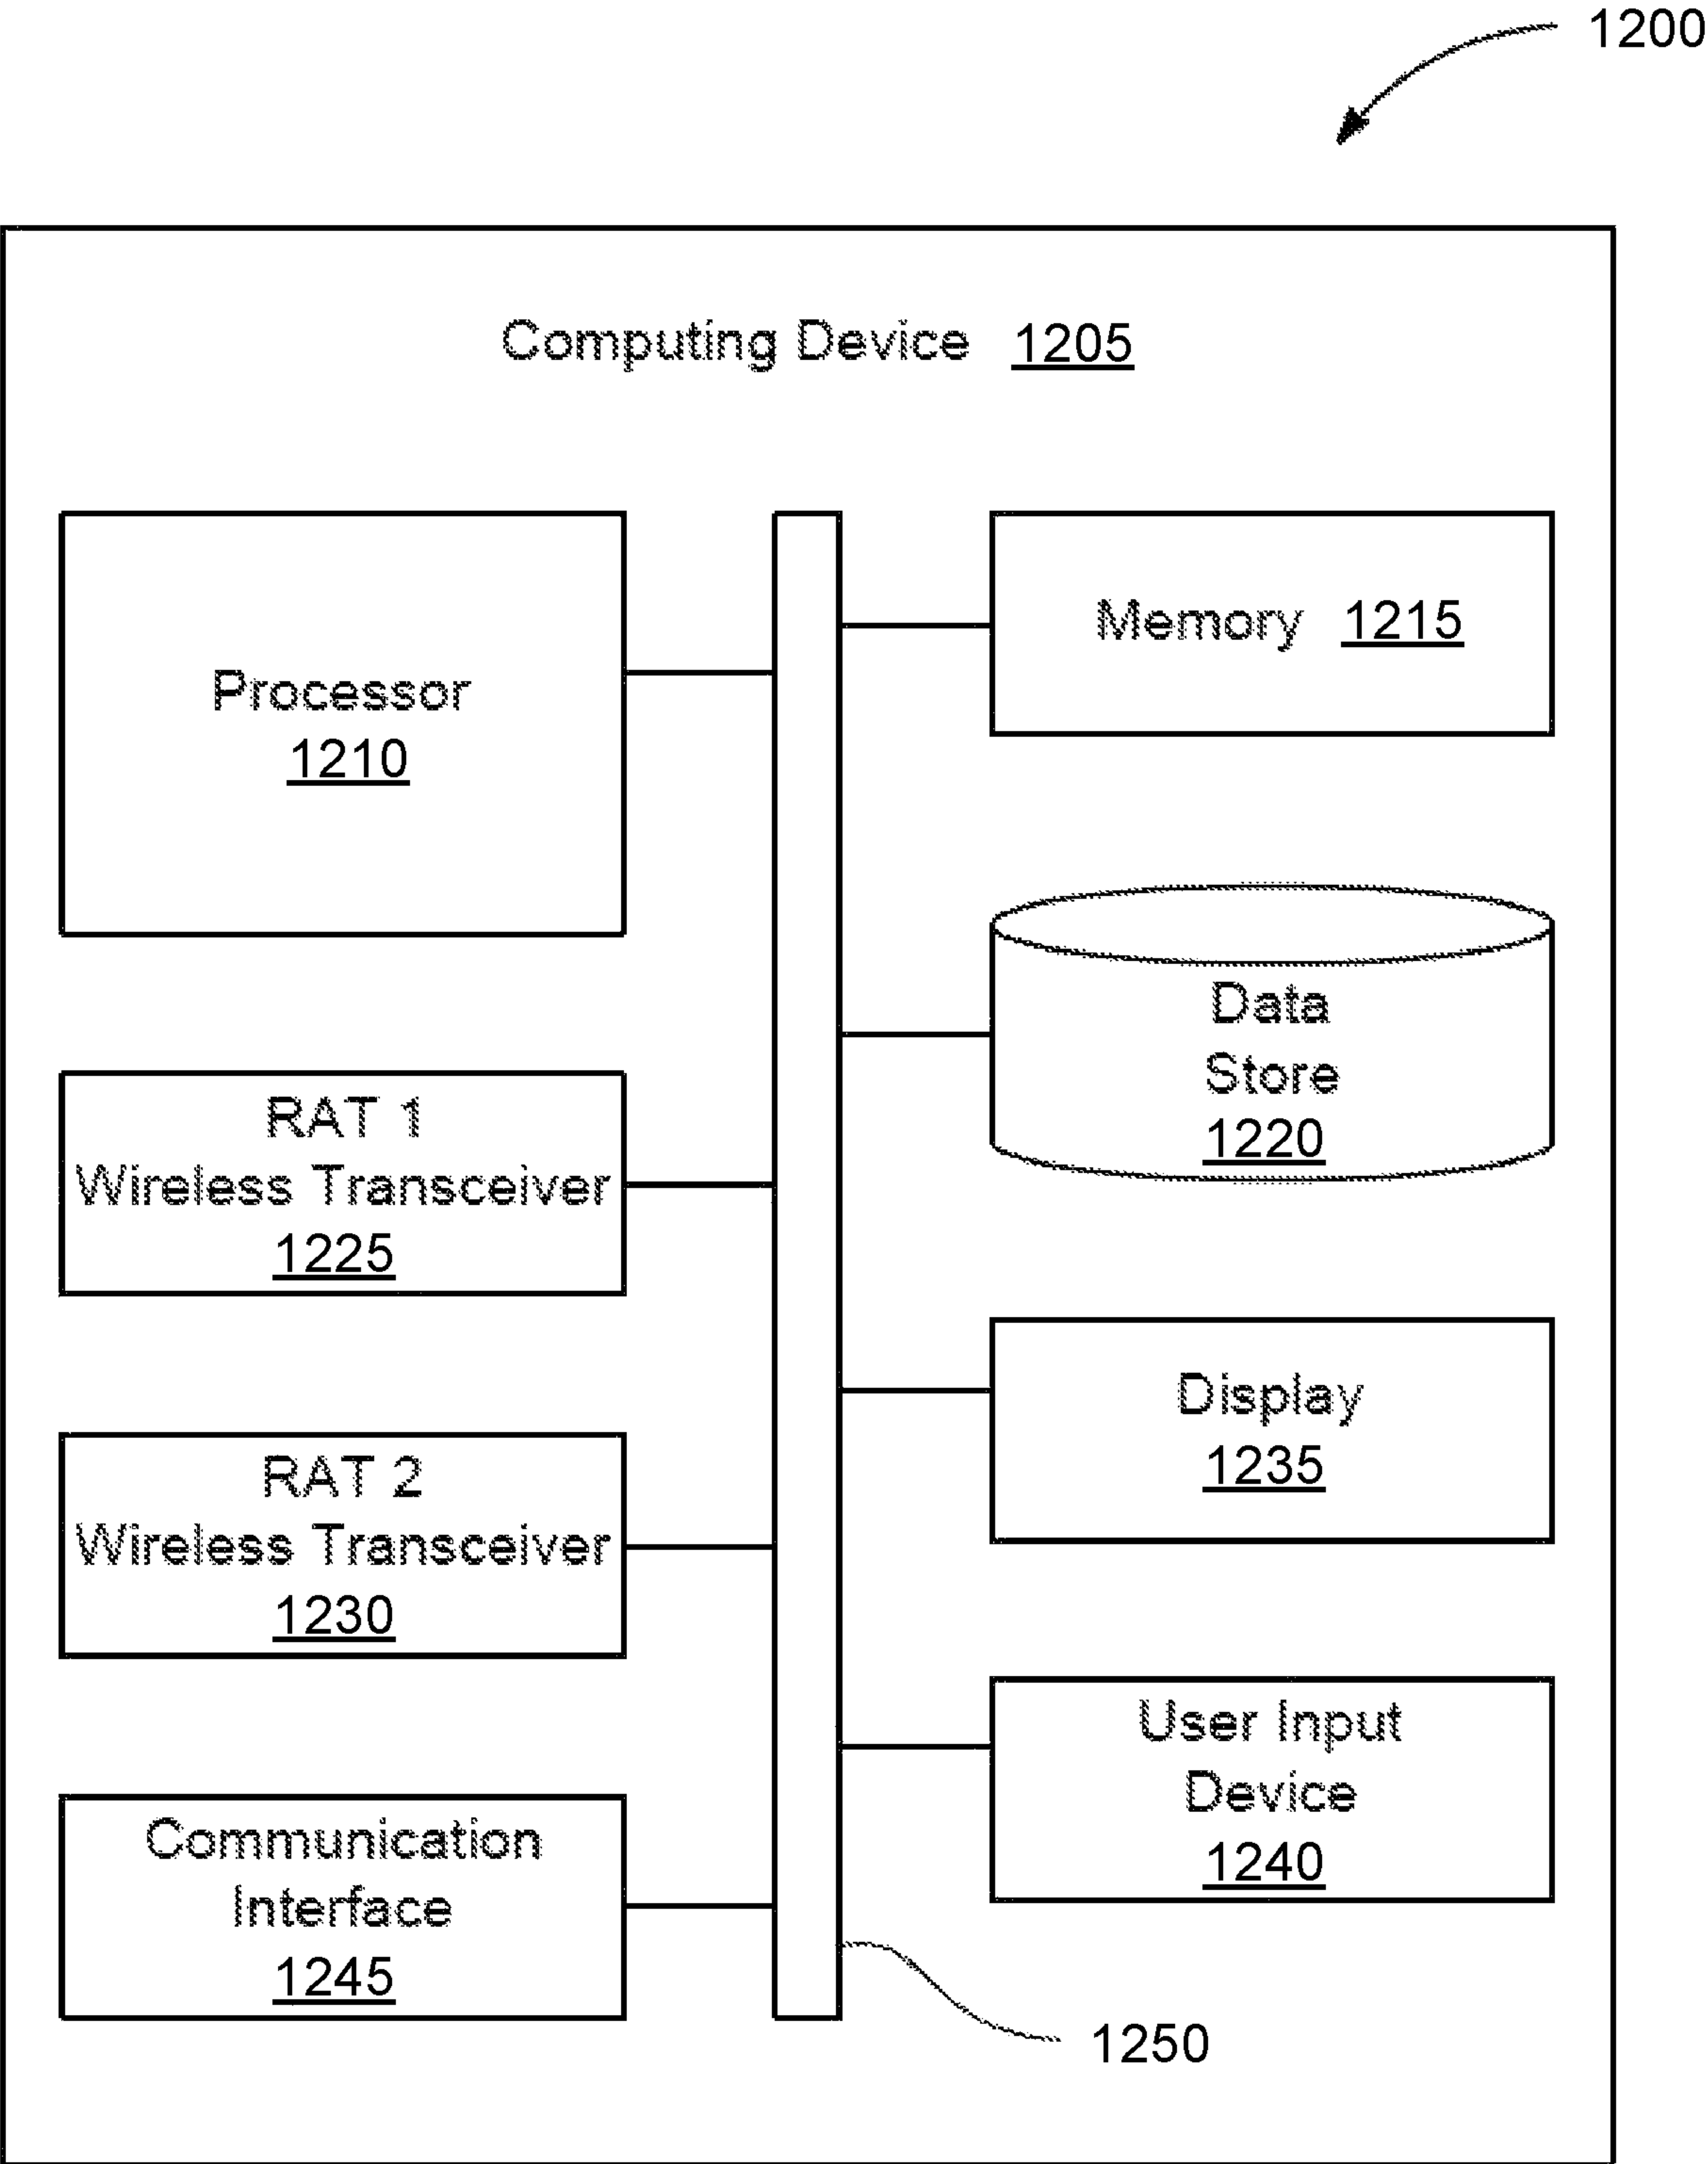 1200
Computing Device 1205
Processor
1210
Memory 1215
Data
Store
1220
RAT 1
Wireless Transceiver
1225
Display
1235
RAT 2
Wireless Transceiver
1230
User Input
Device
1240
Communication
Interface
1245
1250